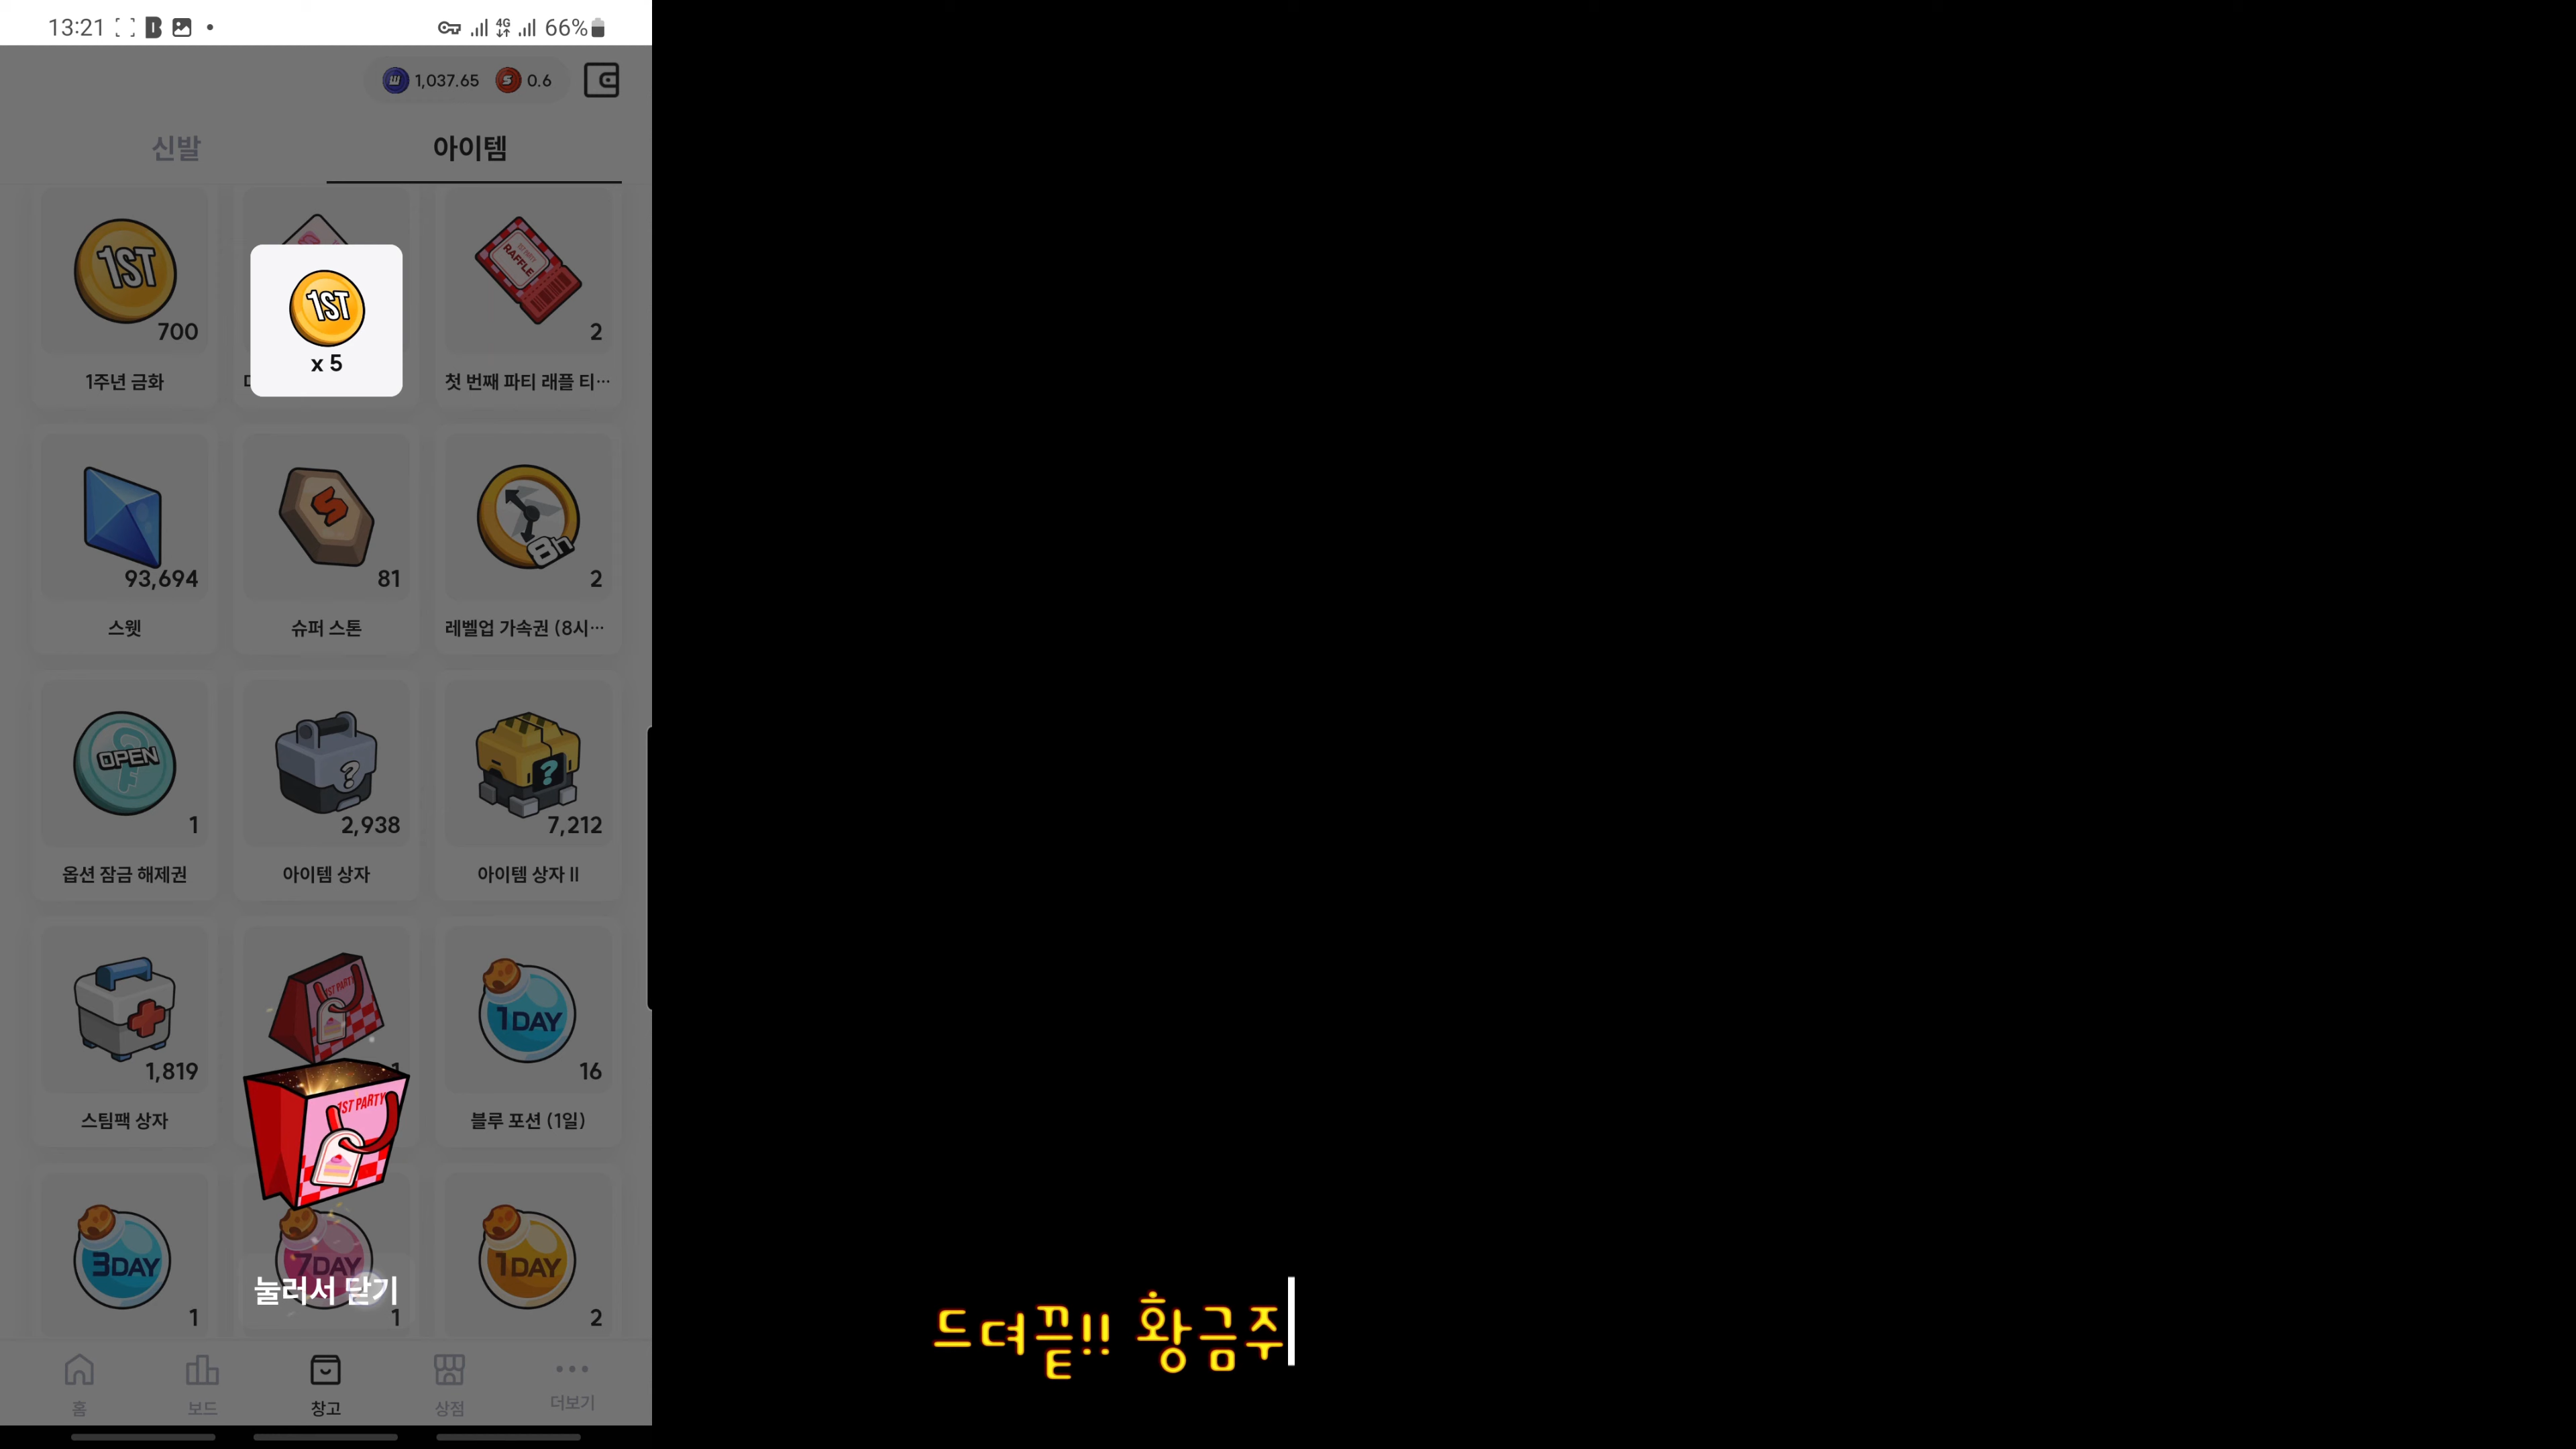 13:21 4G 66%
1,037.65 0.6
신발 아이템
1ST 1ST RAFFLE
700 x 5 2
1주년 금화 첫 번째 파티 래플 티…
8h
93,694 81 2
스웻 슈퍼 스톤 레벨업 가속권 (8시…
OPEN ? ?
1 2,938 7,212
옵션 잠금 해제권 아이템 상자 아이템 상자 II
1ST PARTY 1DAY
1,819 1 16
스팀팩 상자 블루 포션 (1일)
1ST PARTY
3DAY 7DAY 1DAY
눌러서 닫기
1 1 2
드뎌끝!! 황금주
홈 보드 창고 상점 더보기